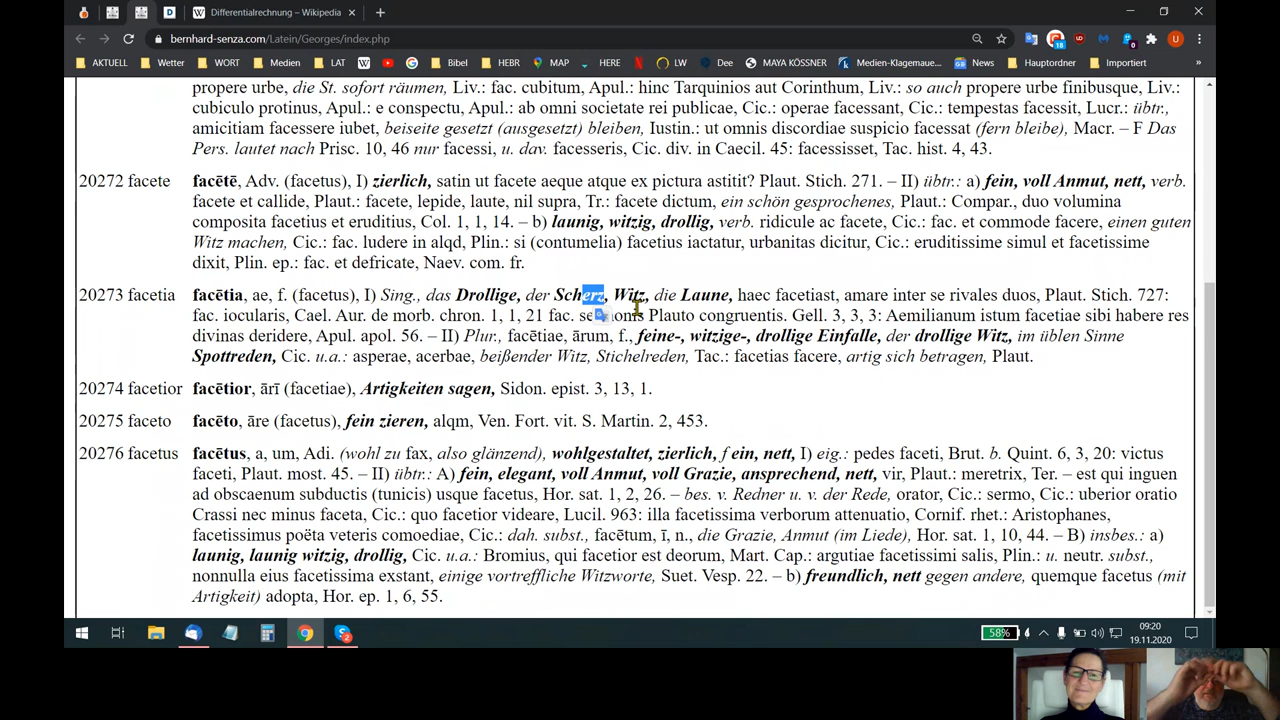 Differentialrechnung – Wikipedia
bernhard-senza.com/Latein/Georges/index.php
AKTUELL Wetter WORT Medien LAT YOUTUBE Bibel HEBR MAP HERE LW Dee MAYA KÖSSNER Medien-Klagemaue... News Hauptordner Importiert
propere urbe, die St. sofort räumen, Liv.: fac. cubitum, Apul.: hinc Tarquinios aut Corinthum, Liv.: so auch propere urbe finibusque, Liv.:
cubiculo protinus, Apul.: e conspectu, Apul.: ab omni societate rei publicae, Cic.: operae facessant, Cic.: tempestas facessit, Lucr.: übtr.,
amicitiam facessere iubet, beiseite gesetzt (ausgesetzt) bleiben, Iustin.: ut omnis discordiae suspicio facessat (fern bleibe), Macr. – F Das
Pers. lautet nach Prisc. 10, 46 nur facessi, u. dav. facesseris, Cic. div. in Caecil. 45: facessisset, Tac. hist. 4, 43.
20272 facete facētē, Adv. (facetus), I) zierlich, satin ut facete aeque atque ex pictura astitit? Plaut. Stich. 271. – II) übtr.: a) fein, voll Anmut, nett, verb.
facete et callide, Plaut.: facete, lepide, laute, nil supra, Tr.: facete dictum, ein schön gesprochenes, Plaut.: Compar., duo volumina
composita facetius et eruditius, Col. 1, 1, 14. – b) launig, witzig, drollig, verb. ridicule ac facete, Cic.: fac. et commode facere, einen guten
Witz machen, Cic.: fac. ludere in alqd, Plin.: si (contumelia) facetius iactatur, urbanitas dicitur, Cic.: eruditissime simul et facetissime
dixit, Plin. ep.: fac. et defricate, Naev. com. fr.
20273 facetia facētia, ae, f. (facetus), I) Sing., das Drollige, der Scherz, Witz, die Laune, haec facetiast, amare inter se rivales duos, Plaut. Stich. 727:
fac. iocularis, Cael. Aur. de morb. chron. 1, 1, 21 fac. sermonis Plauto congruentis. Gell. 3, 3, 3: Aemilianum istum facetiae sibi habere res
divinas deridere, Apul. apol. 56. – II) Plur., facētiae, ārum, f., feine-, witzige-, drollige Einfälle, der drollige Witz, im üblen Sinne
Spottreden, Cic. u.a.: asperae, acerbae, beißender Witz, Stichelreden, Tac.: facetias facere, artig sich betragen, Plaut.
20274 facetior facētior, ārī (facetiae), Artigkeiten sagen, Sidon. epist. 3, 13, 1.
20275 faceto facēto, āre (facetus), fein zieren, alqm, Ven. Fort. vit. S. Martin. 2, 453.
20276 facetus facētus, a, um, Adi. (wohl zu fax, also glänzend), wohlgestaltet, zierlich, f ein, nett, I) eig.: pedes faceti, Brut. b. Quint. 6, 3, 20: victus
faceti, Plaut. most. 45. – II) übtr.: A) fein, elegant, voll Anmut, voll Grazie, ansprechend, nett, vir, Plaut.: meretrix, Ter. – est qui inguen
ad obscaenum subductis (tunicis) usque facetus, Hor. sat. 1, 2, 26. – bes. v. Redner u. v. der Rede, orator, Cic.: sermo, Cic.: uberior oratio
Crassi nec minus faceta, Cic.: quo facetior videare, Lucil. 963: illa facetissima verborum attenuatio, Cornif. rhet.: Aristophanes,
facetissimus poëta veteris comoediae, Cic.: dah. subst., facētum, ī, n., die Grazie, Anmut (im Liede), Hor. sat. 1, 10, 44. – B) insbes.: a)
launig, launig witzig, drollig, Cic. u.a.: Bromius, qui facetior est deorum, Mart. Cap.: argutiae facetissimi salis, Plin.: u. neutr. subst.,
nonnulla eius facetissima exstant, einige vortreffliche Witzworte, Suet. Vesp. 22. – b) freundlich, nett gegen andere, quemque facetus (mit
Artigkeit) adopta, Hor. ep. 1, 6, 55.
58% 09:20
19.11.2020